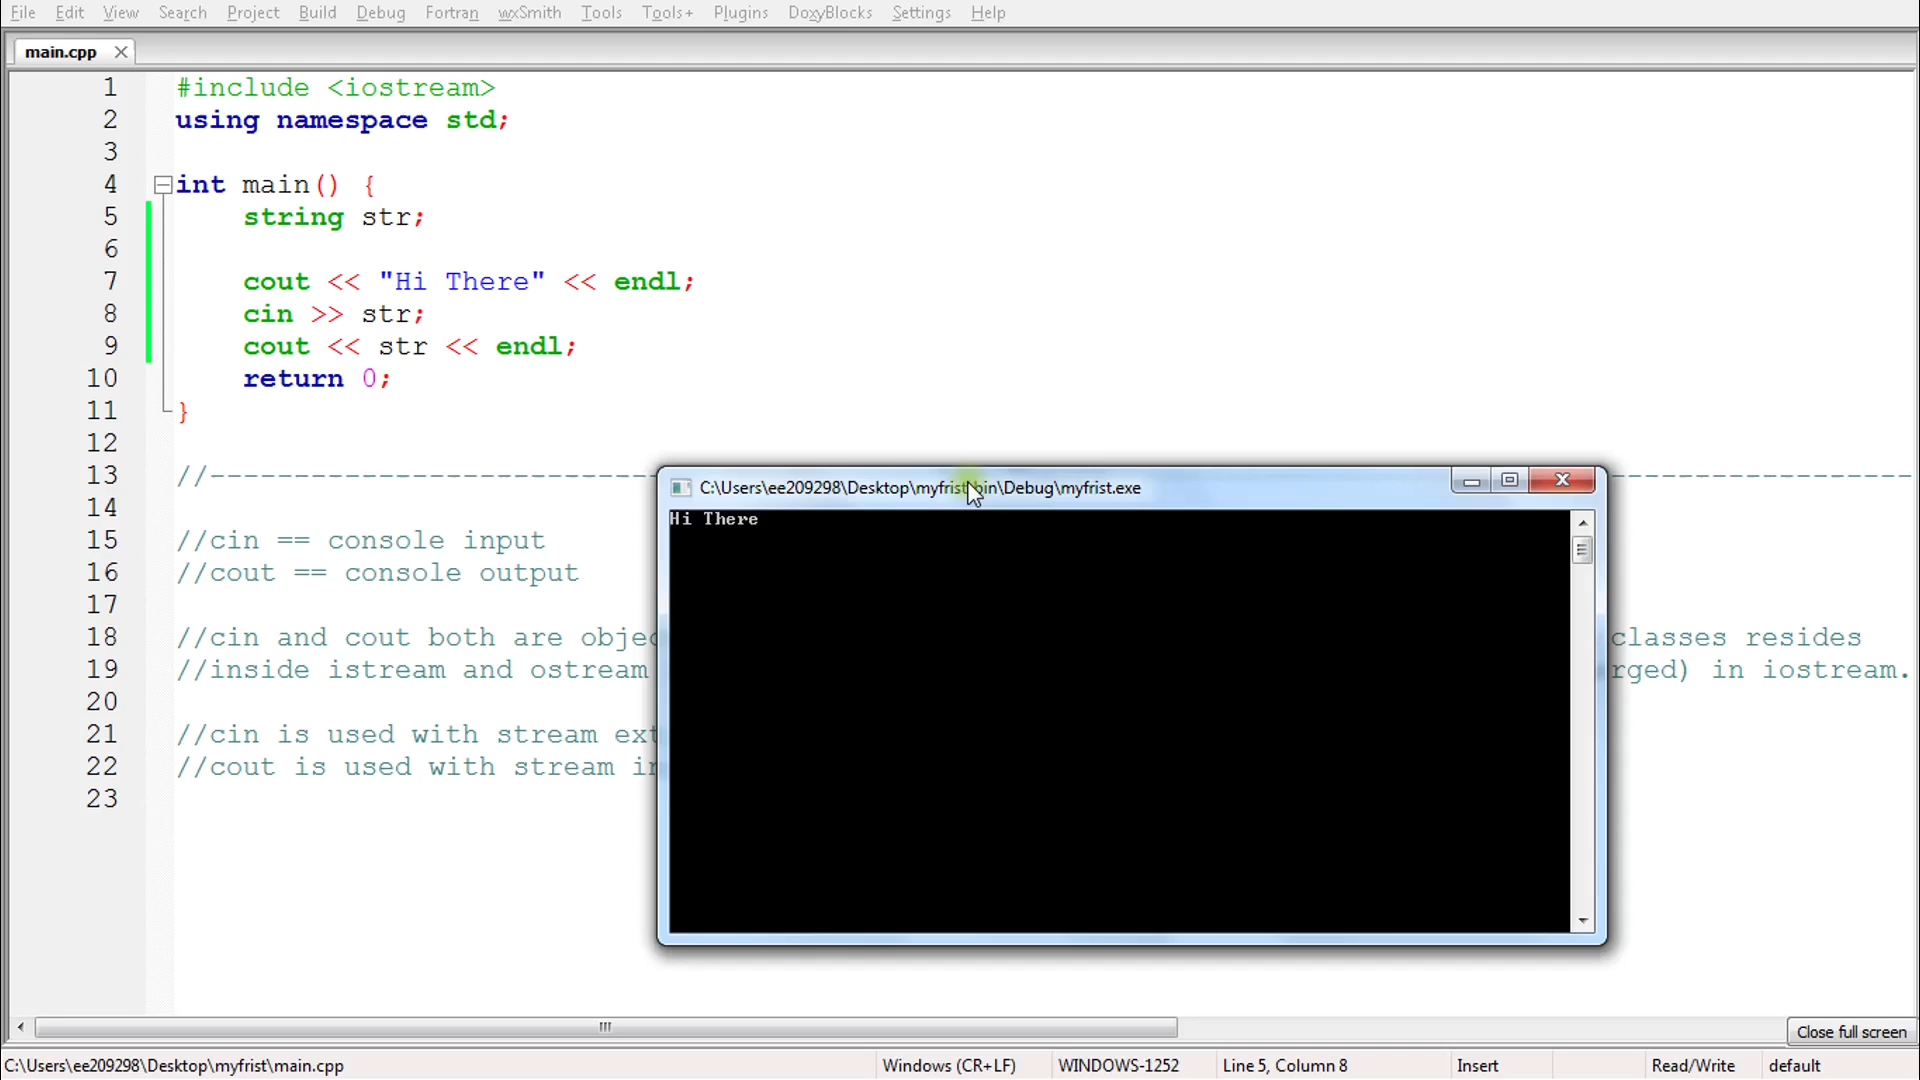 File Edit View Search Project Build Debug Fortran wxSmith Tools Tools+ Plugins DoxyBlocks Settings Help
main.cpp
1 #include <iostream>
2 using namespace std;
3
4 int main() {
5 string str;
6
7 cout << "Hi There" << endl;
8 cin >> str;
9 cout << str << endl;
10 return 0;
11 }
12
13 //-----------------------------------------------
14
15 //cin == console input
16 //cout == console output
17
18 //cin and cout both are classes resides
19 //inside istream and ostream in iostream.
20
21 //cin is used with stream
22 //cout is used with stream
23
C:\Users\ee209298\Desktop\myfrist\bin\Debug\myfrist.exe
Hi There
Close full screen
C:\Users\ee209298\Desktop\myfrist\main.cpp Windows (CR+LF) WINDOWS-1252 Line 5, Column 8 Insert Read/Write default